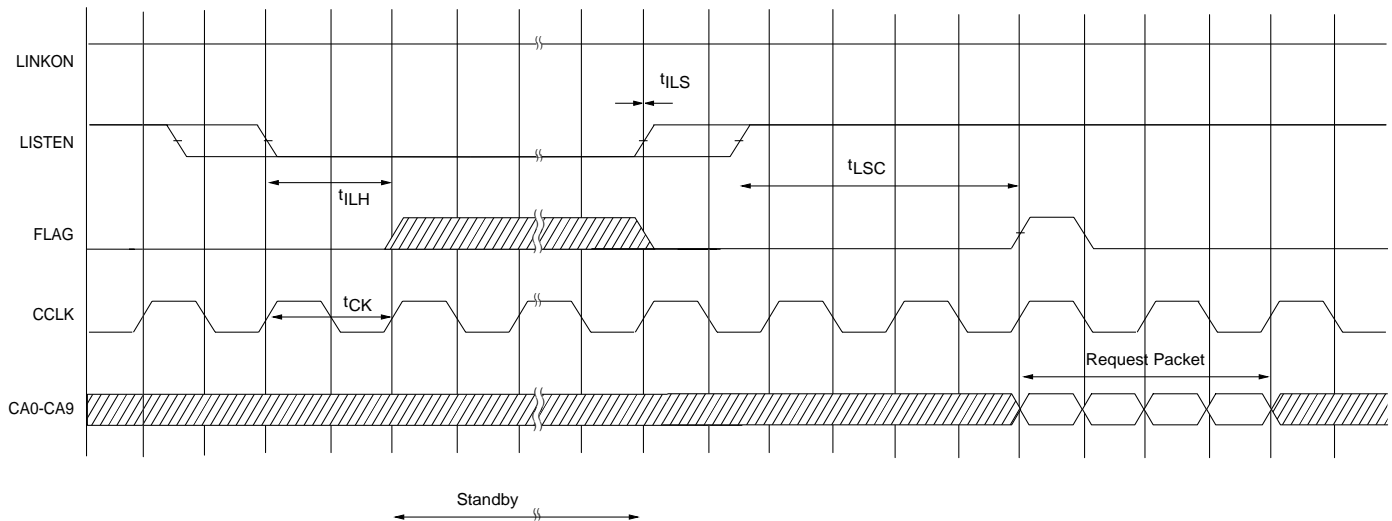 LINKON
tILS
LISTEN
tLSC
tILH
FLAG
tCK
CCLK
Request Packet
CA0-CA9
Standby